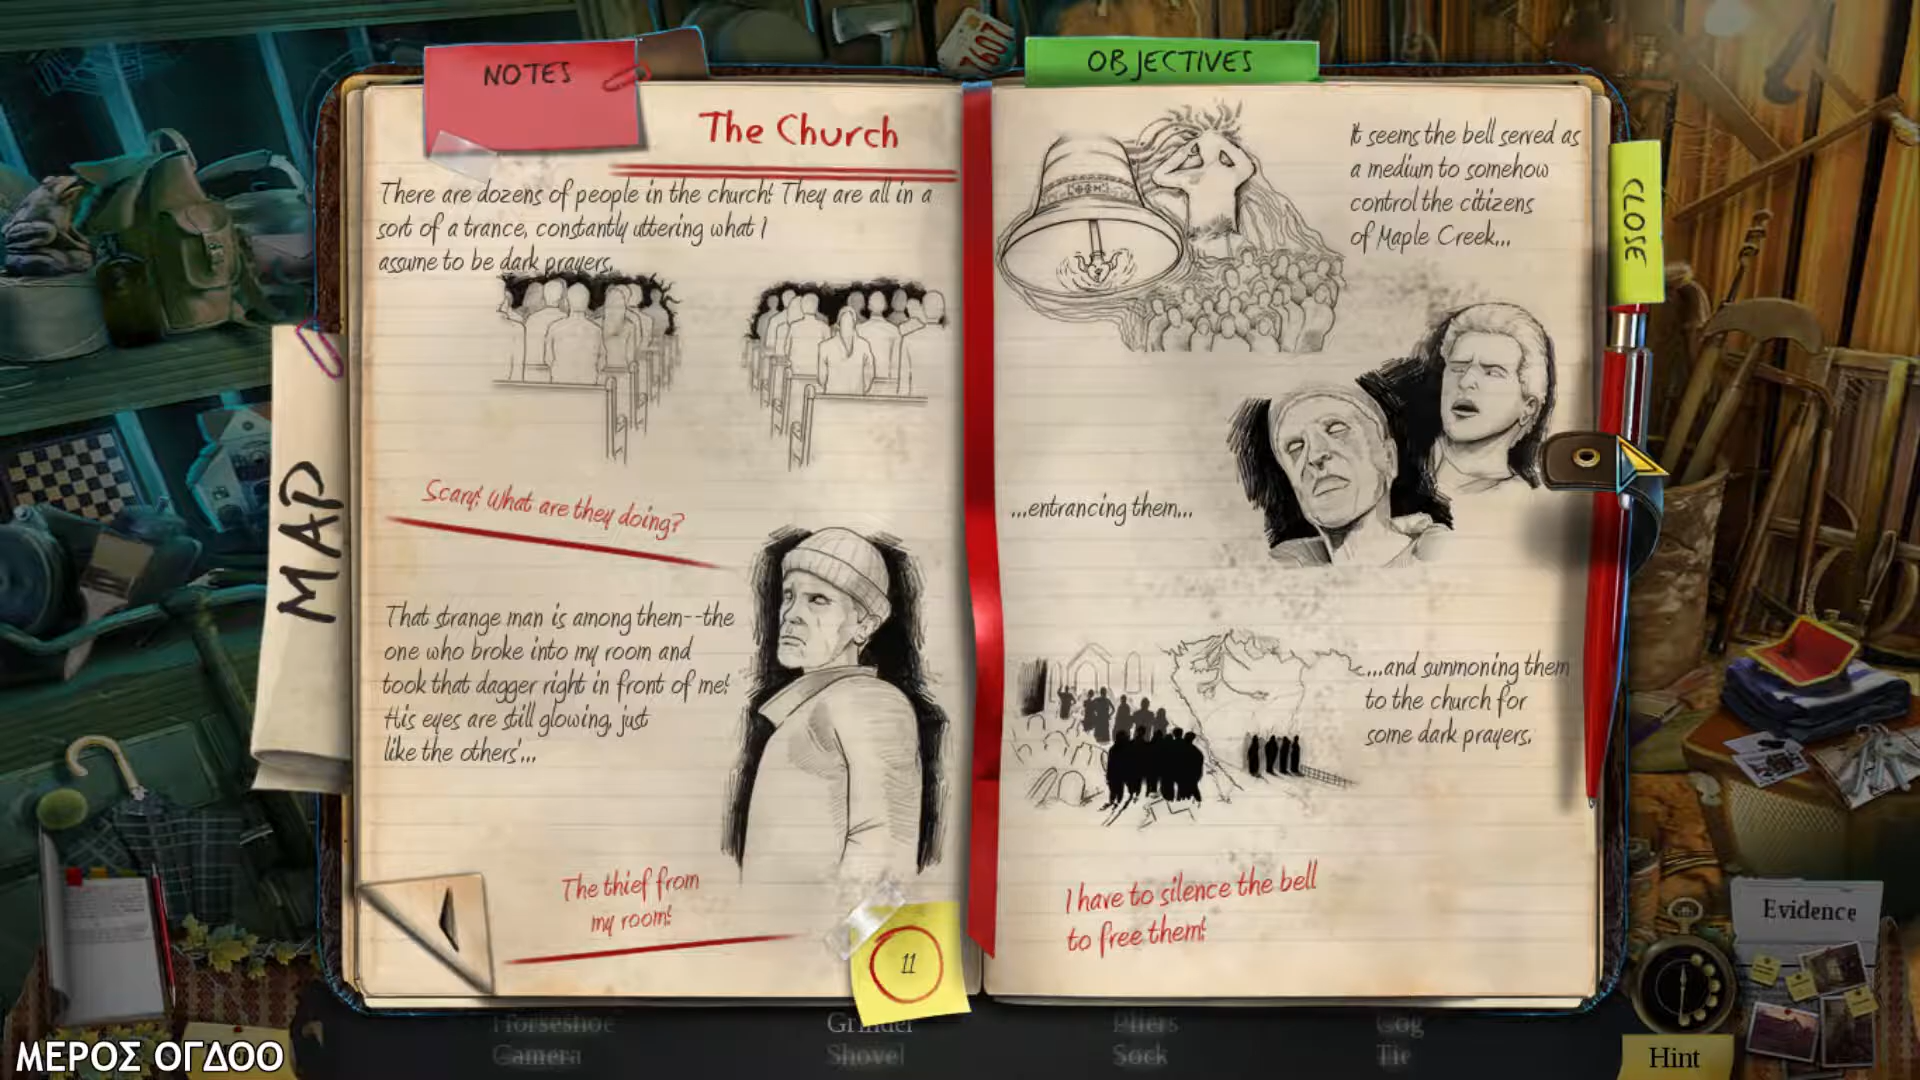 7607
NOTES
OBJECTIVES
The Church
There are dozens of people in the church! They are all in a
sort of a trance, constantly uttering what I
assume to be dark prayers.
Scary! What are they doing?
That strange man is among them--the
one who broke into my room and
took that dagger right in front of me!
His eyes are still glowing, just
like the others'...
The thief from
my room!
11
It seems the bell served as
a medium to somehow
control the citizens
of Maple Creek...
...entrancing them...
...and summoning them
to the church for
some dark prayers.
I have to silence the bell
to free them!
CLOSE
MAP
Evidence
Horseshoe
Grinder
Pliers
Cog
Camera
Shovel
Sock
Tie
Hint
ΜΕΡΟΣ ΟΓΔΟΟ